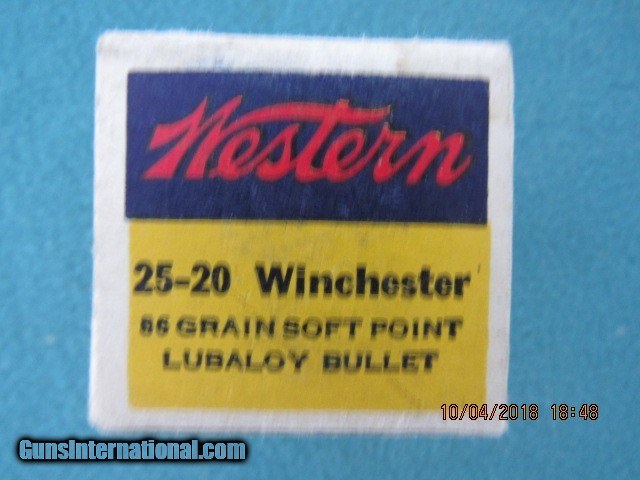 Western
25-20 Winchester
86 GRAIN SOFT POINT
LUBALOY BULLET
10/04/2018 18:48
GunsInternational.com